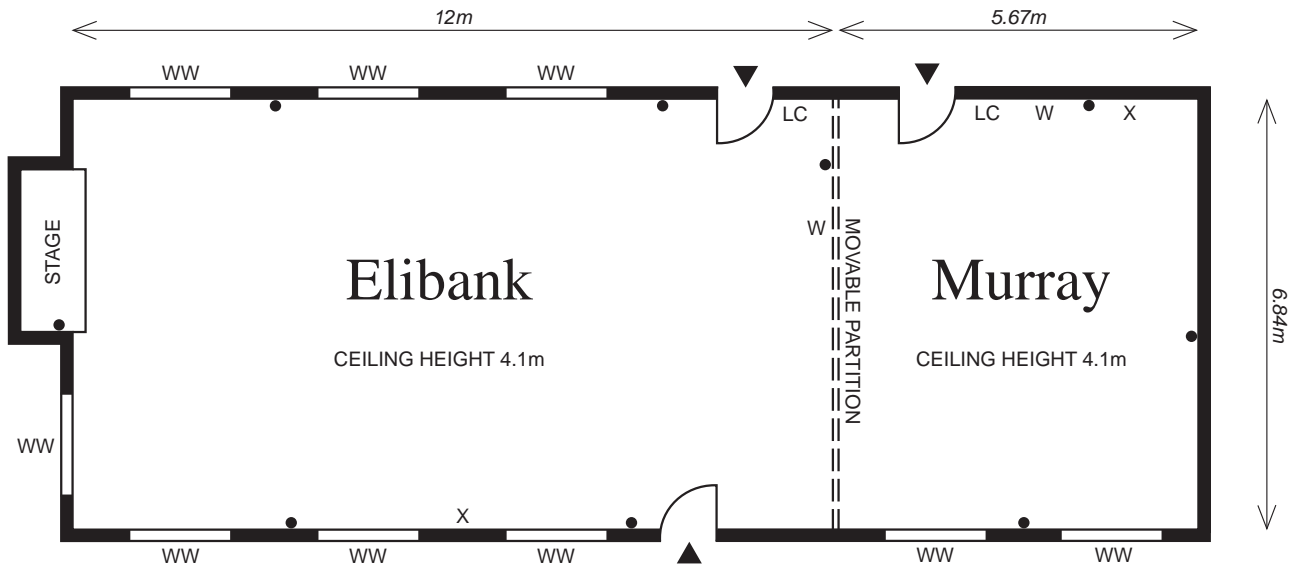 12m
5.67m
WW
WW
WW
LC
LC
W
X
W
STAGE
MOVABLE PARTITION
Elibank
Murray
6.84m
CEILING HEIGHT 4.1m
CEILING HEIGHT 4.1m
WW
X
WW
WW
WW
WW
WW